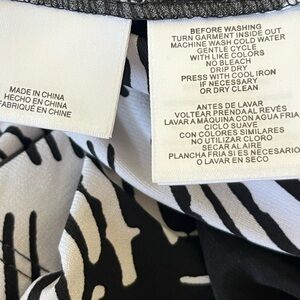 MADE IN CHINA
HECHO EN CHINA
FABRIQUÉ EN CHINE
BEFORE WASHING
TURN GARMENT INSIDE OUT
MACHINE WASH COLD WATER
GENTLE CYCLE
WITH LIKE COLORS
NO BLEACH
DRIP DRY
PRESS WITH COOL IRON
IF NECESSARY
OR DRY CLEAN
ANTES DE LAVAR
VOLTEAR PRENDA AL REVÉS
LAVAR A MÁQUINA CON AGUA FRIA
CICLO SUAVE
CON COLORES SIMILARES
NO UTILIZAR CLORO
SECAR AL AIRE
PLANCHA FRIA SI ES NECESARIO
O LAVAR EN SECO